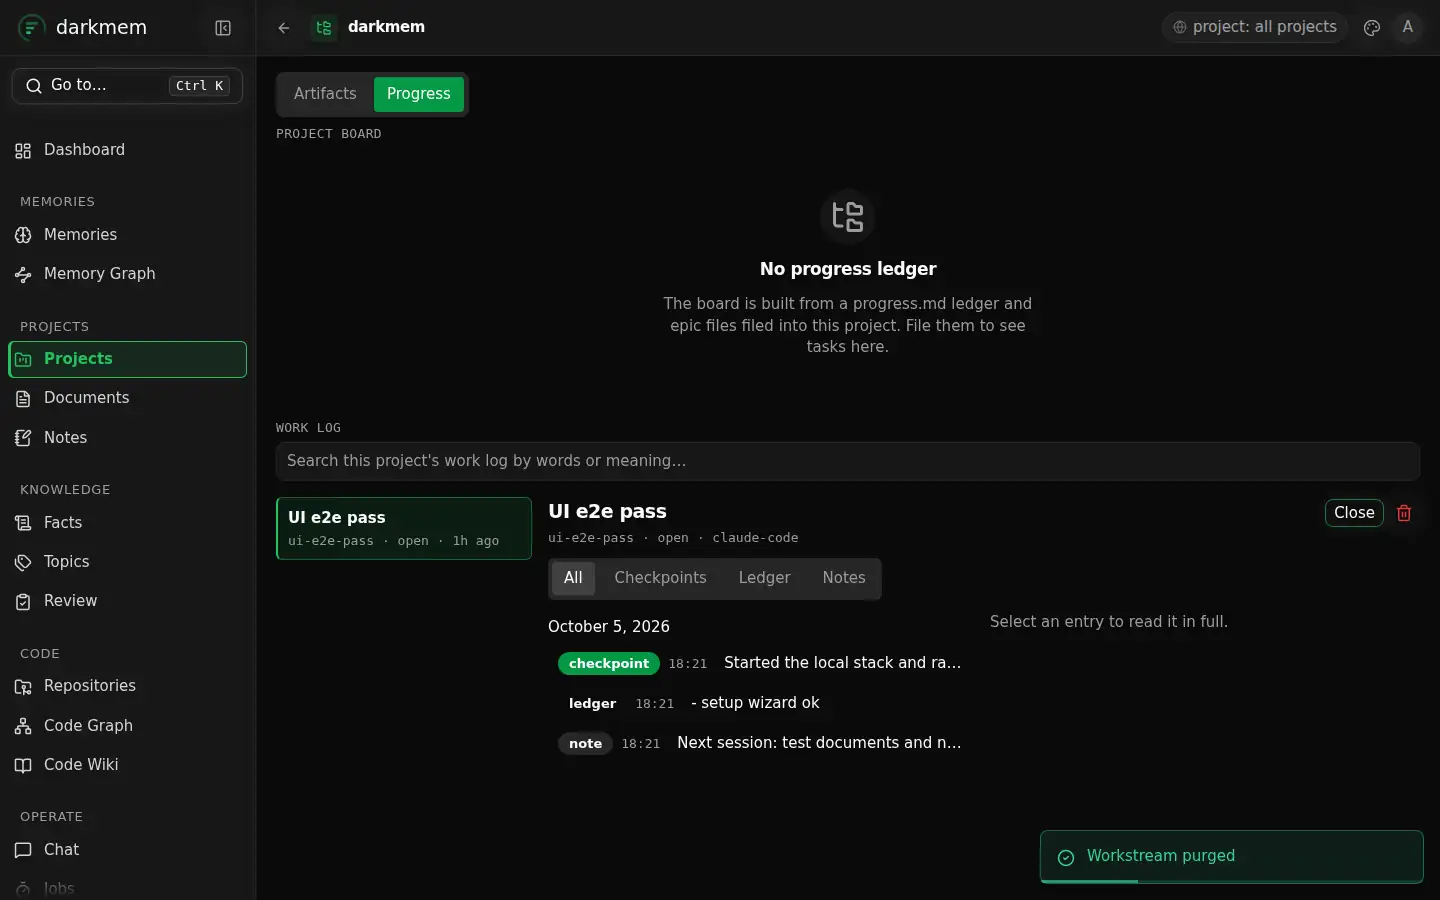 darkmem
darkmem
project: all projects
A
Go to...
Ctrl K
Artifacts
Progress
PROJECT BOARD
Dashboard
MEMORIES
Memories
Memory Graph
PROJECTS
Projects
Documents
Notes
KNOWLEDGE
Facts
Topics
Review
CODE
Repositories
Code Graph
Code Wiki
OPERATE
Chat
Jobs
No progress ledger
The board is built from a progress.md ledger and
epic files filed into this project. File them to see
tasks here.
WORK LOG
Search this project's work log by words or meaning...
UI e2e pass
ui-e2e-pass · open · 1h ago
UI e2e pass
ui-e2e-pass · open · claude-code
Close
All
Checkpoints
Ledger
Notes
October 5, 2026
checkpoint 18:21 Started the local stack and ra...
ledger 18:21 - setup wizard ok
note 18:21 Next session: test documents and n...
Select an entry to read it in full.
Workstream purged